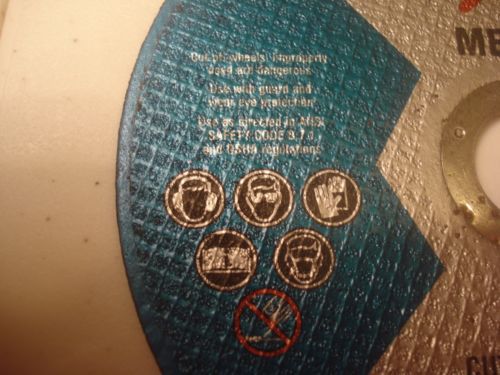 Cut off wheels improperly
used are dangerous
Use with guard and
wear eye protection
Use as directed in ANSI
SAFETY CODE B.7.1
and OSHA regulations
ME
CU